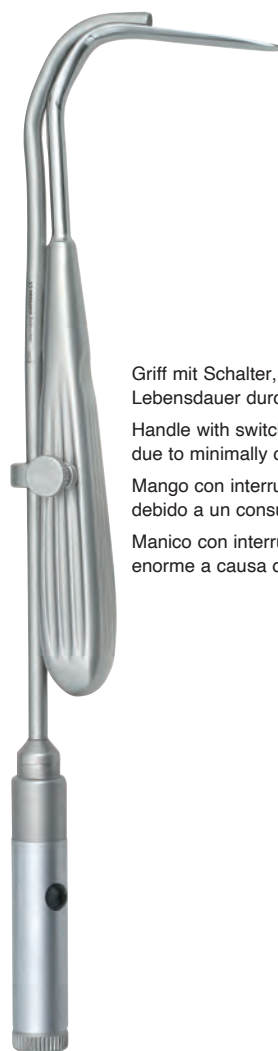 Griff mit Schalter,
Lebensdauer durc
Handle with switc
due to minimally c
Mango con interru
debido a un consu
Manico con interru
enorme a causa c